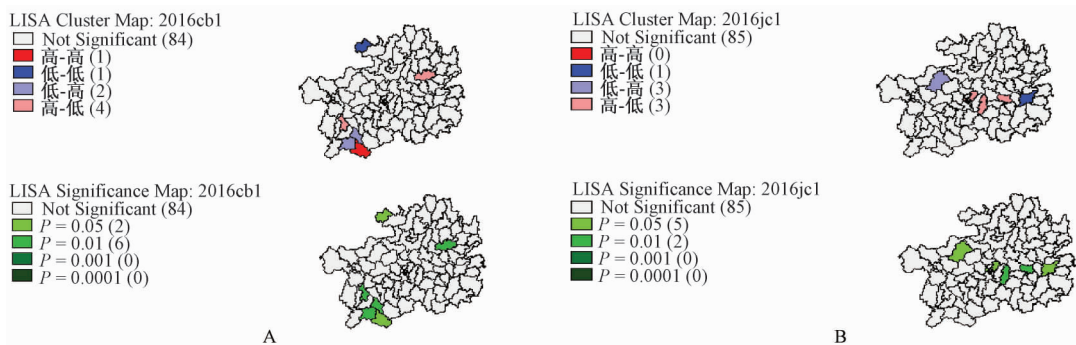 LISA Cluster Map: 2016cb1
Not Significant (84)
高-高 (1)
低-低 (1)
低-高 (2)
高-低 (4)
LISA Significance Map: 2016cb1
Not Significant (84)
P = 0.05 (2)
P = 0.01 (6)
P = 0.001 (0)
P = 0.0001 (0)
A
LISA Cluster Map: 2016jc1
Not Significant (85)
高-高 (0)
低-低 (1)
低-高 (3)
高-低 (3)
LISA Significance Map: 2016jc1
Not Significant (85)
P = 0.05 (5)
P = 0.01 (2)
P = 0.001 (0)
P = 0.0001 (0)
B